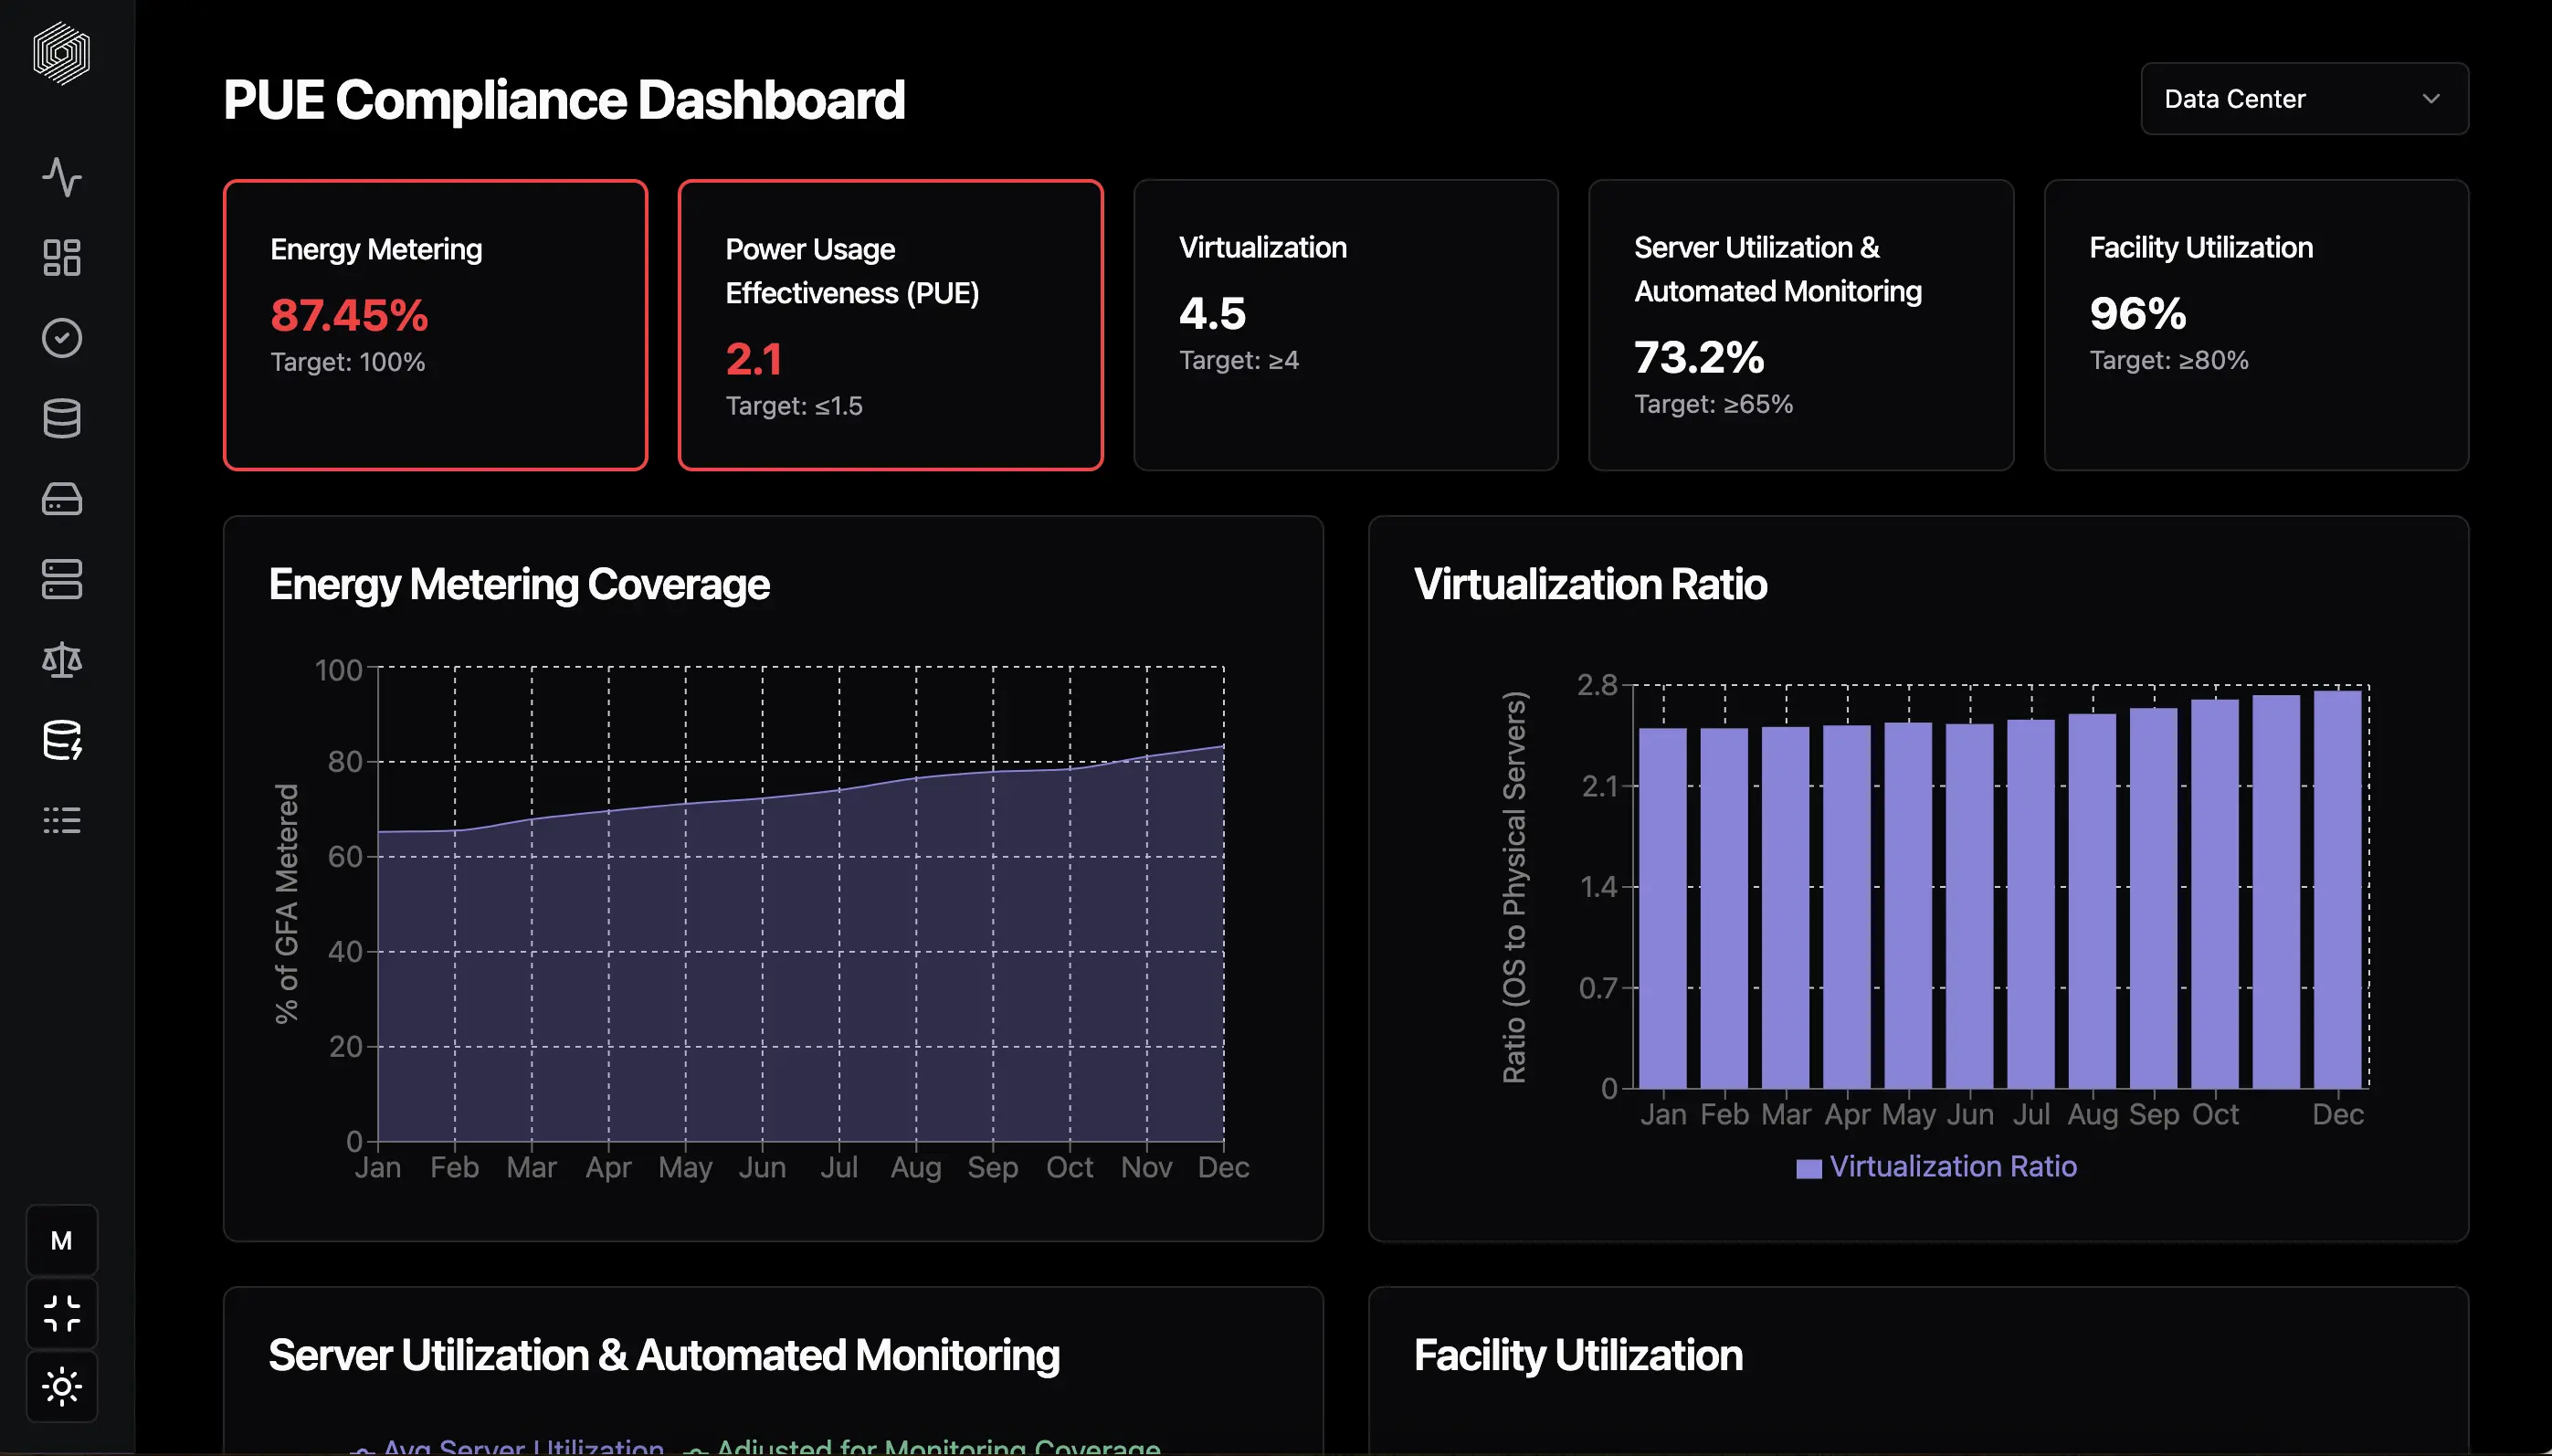 PUE Compliance Dashboard
Data Center
Energy Metering
87.45%
Target: 100%
Power Usage
Effectiveness (PUE)
2.1
Target: ≤1.5
Virtualization
4.5
Target: ≥4
Server Utilization &
Automated Monitoring
73.2%
Target: ≥65%
Facility Utilization
96%
Target: ≥80%
Energy Metering Coverage
% of GFA Metered
100
80
60
40
20
0
Jan Feb Mar Apr May Jun Jul Aug Sep Oct Nov Dec
Virtualization Ratio
Ratio (OS to Physical Servers)
2.8
2.1
1.4
0.7
0
Jan Feb Mar Apr May Jun Jul Aug Sep Oct Dec
Virtualization Ratio
M
Server Utilization & Automated Monitoring
Avg Server Utilization Adjusted for Monitoring Coverage
Facility Utilization